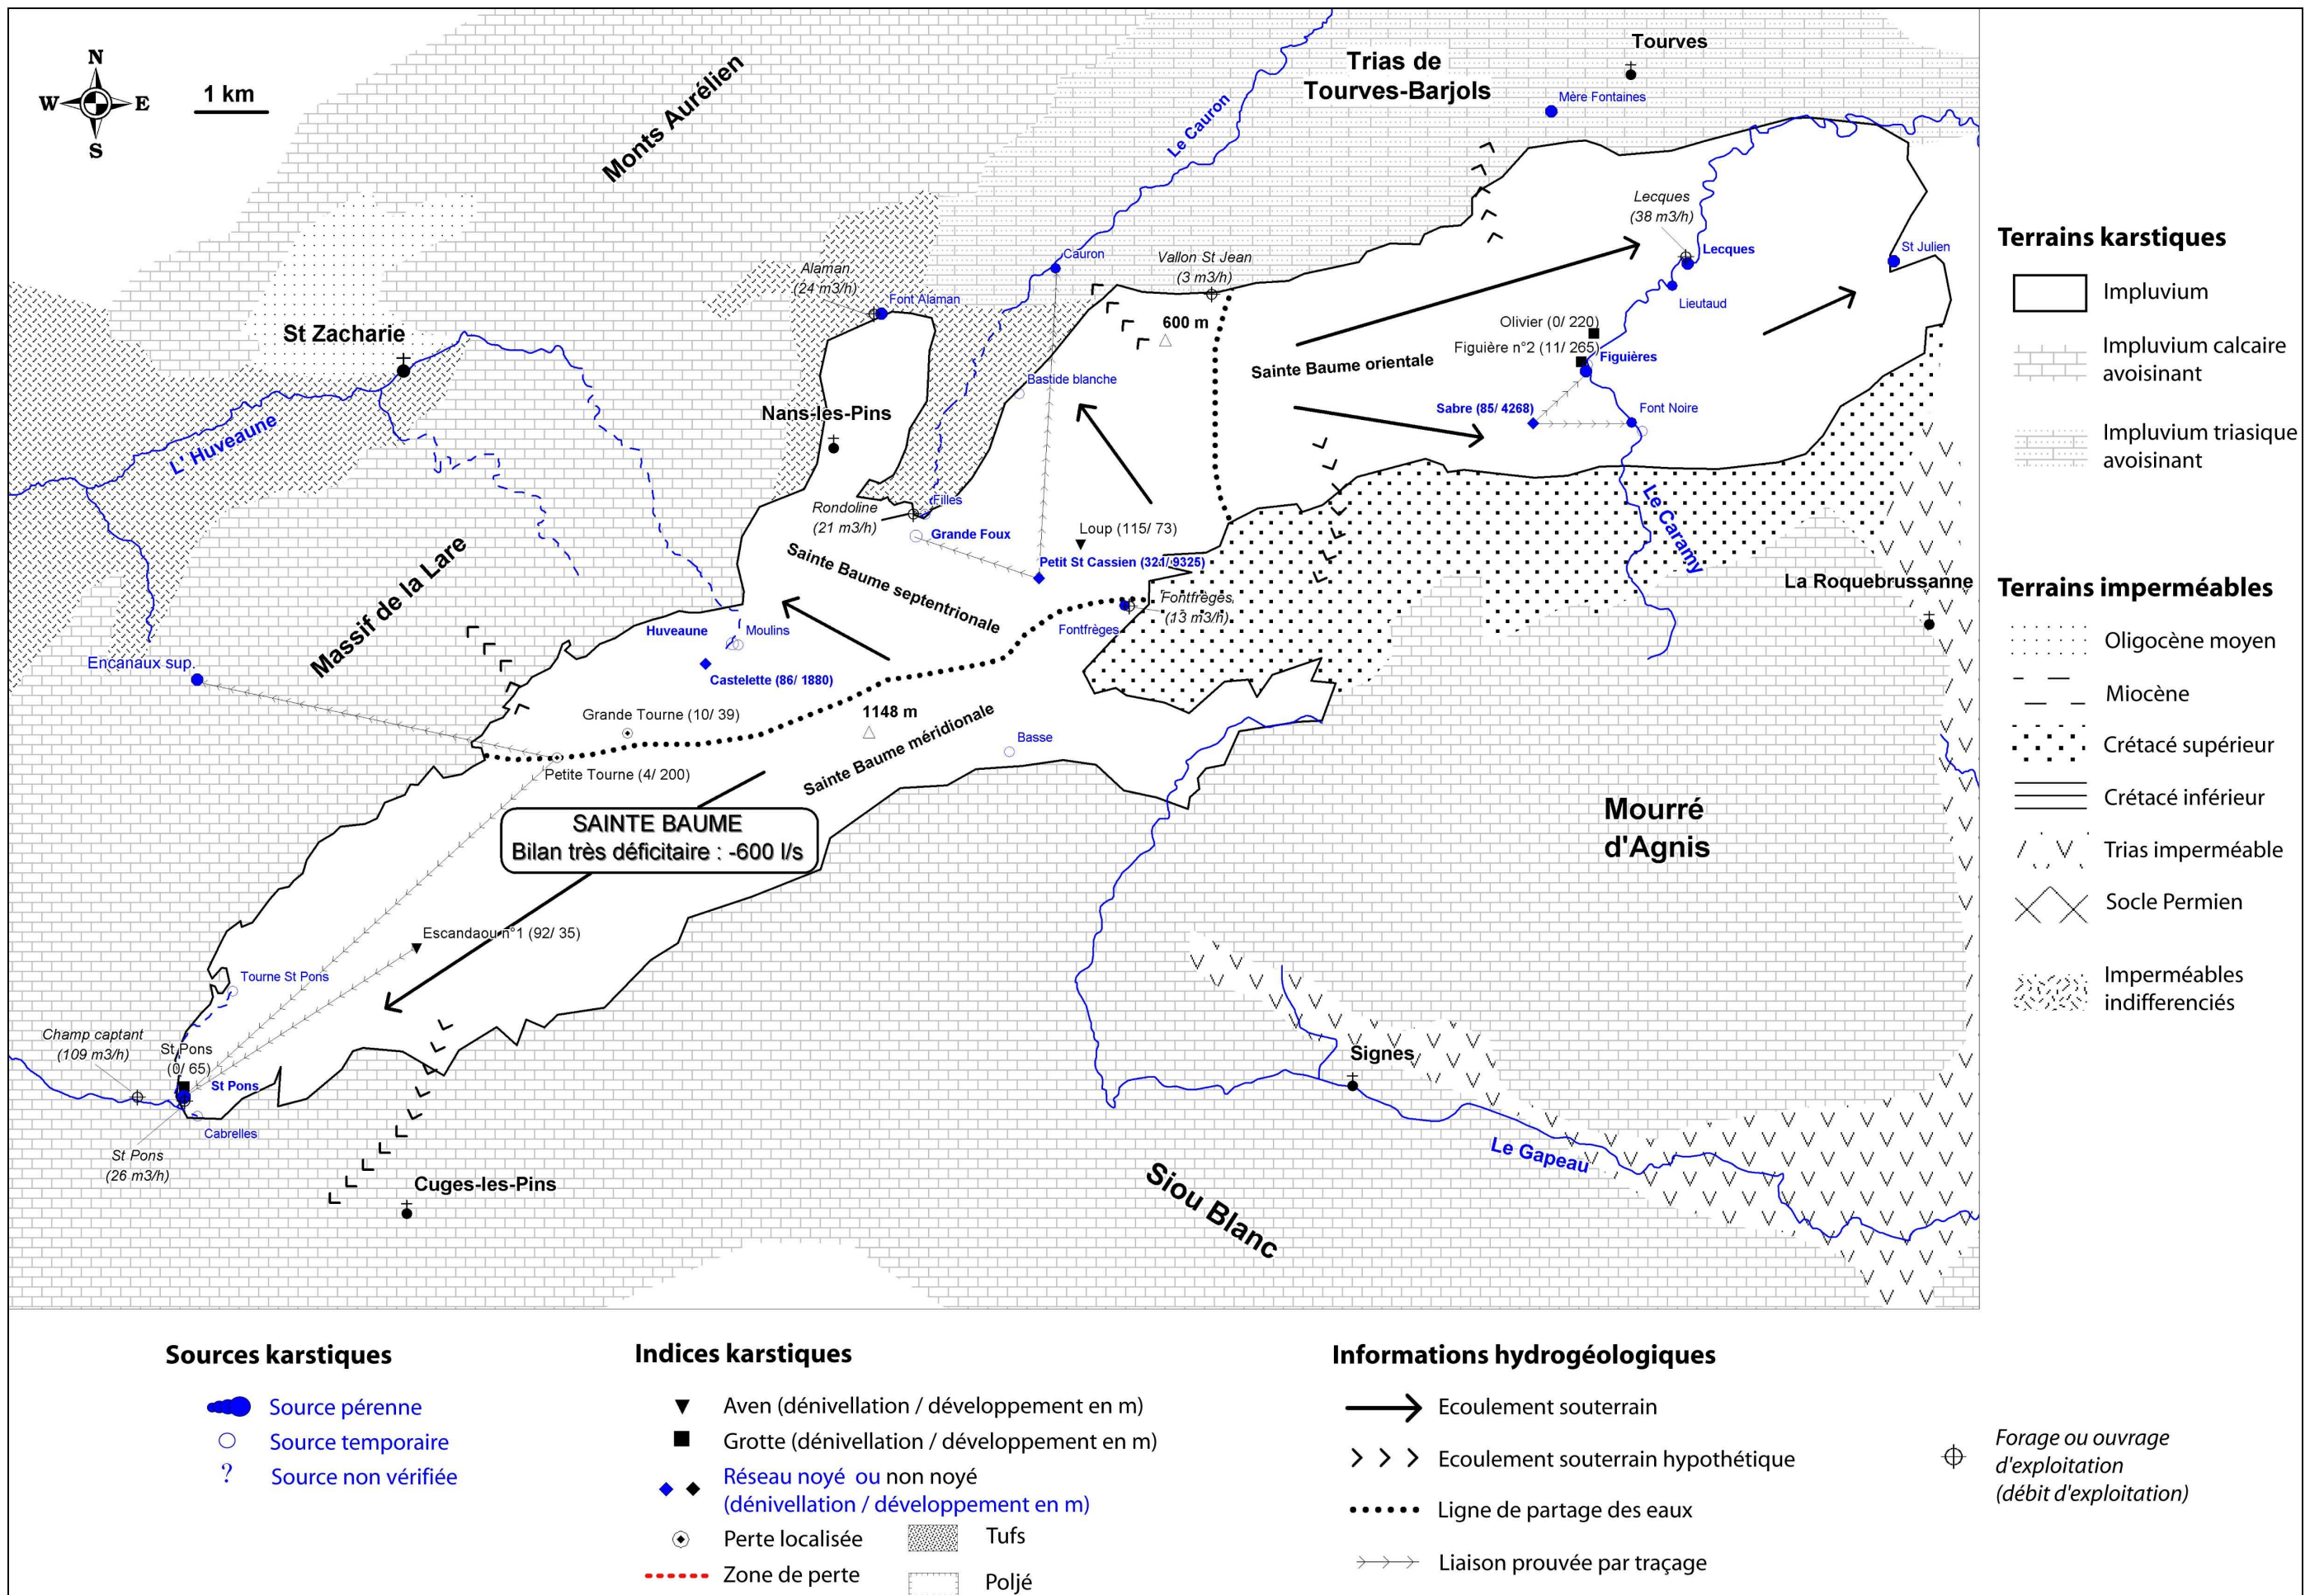 N
W
E
S
1 km
Monts Aurélien
Trias de
Tourves-Barjols
Tourves
Mère Fontaines
Le Cauron
Lecques
(38 m3/h)
Lecques
St Julien
Lieutaud
Cauron
Vallon St Jean
(3 m3/h)
Alaman
(24 m3/h)
Font Alaman
600 m
Olivier (0/ 220)
Figuière n°2 (11/ 265)
Figuières
Sainte Baume orientale
St Zacharie
L' Huveaune
Bastide blanche
Nans-les-Pins
Sabre (85/ 4268)
Font Noire
Le Caramy
Filles
Rondoline
(21 m3/h)
Grande Foux
Loup (115/ 73)
Petit St Cassien (321/ 9325)
Sainte Baume septentrionale
Massif de la Lare
La Roquebrussanne
Fontfrèges
(13 m3/h)
Fontfrèges
Huveaune
Moulins
Castelette (86/ 1880)
Encanaux sup.
Grande Tourne (10/ 39)
1148 m
Sainte Baume méridionale
Basse
Petite Tourne (4/ 200)
SAINTE BAUME
Bilan très déficitaire : -600 l/s
Mourré
d'Agnis
Escandaou n°1 (92/ 35)
Tourne St Pons
Champ captant
(109 m3/h)
St Pons
(0/ 65)
St Pons
Cabrelles
St Pons
(26 m3/h)
Cuges-les-Pins
Signes
Le Gapeau
Siou Blanc
Terrains karstiques
Impluvium
Impluvium calcaire
avoisinant
Impluvium triasique
avoisinant
Terrains imperméables
Oligocène moyen
Miocène
Crétacé supérieur
Crétacé inférieur
Trias imperméable
Socle Permien
Imperméables
indifferenciés
Sources karstiques
Source pérenne
Source temporaire
? Source non vérifiée
Indices karstiques
Aven (dénivellation / développement en m)
Grotte (dénivellation / développement en m)
Réseau noyé ou non noyé
(dénivellation / développement en m)
Perte localisée
Zone de perte
Tufs
Poljé
Informations hydrogéologiques
Ecoulement souterrain
Ecoulement souterrain hypothétique
Ligne de partage des eaux
Liaison prouvée par traçage
Forage ou ouvrage
d'exploitation
(débit d'exploitation)